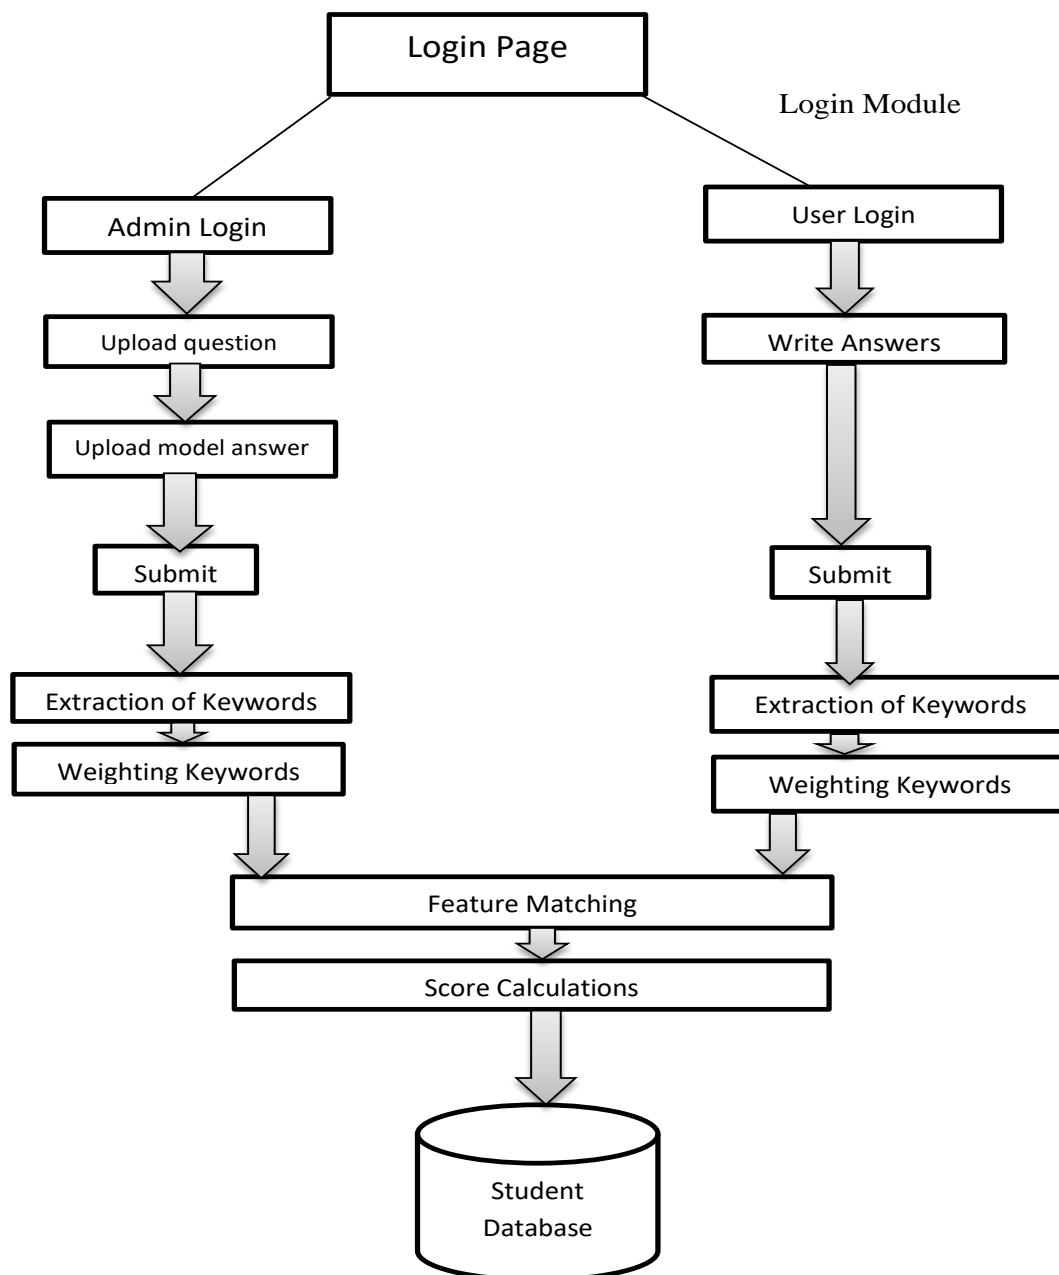 Login Page
Login Module
Admin Login
User Login
Upload question
Write Answers
Upload model answer
Submit
Submit
Extraction of Keywords
Extraction of Keywords
Weighting Keywords
Weighting Keywords
Feature Matching
Score Calculations
Student
Database